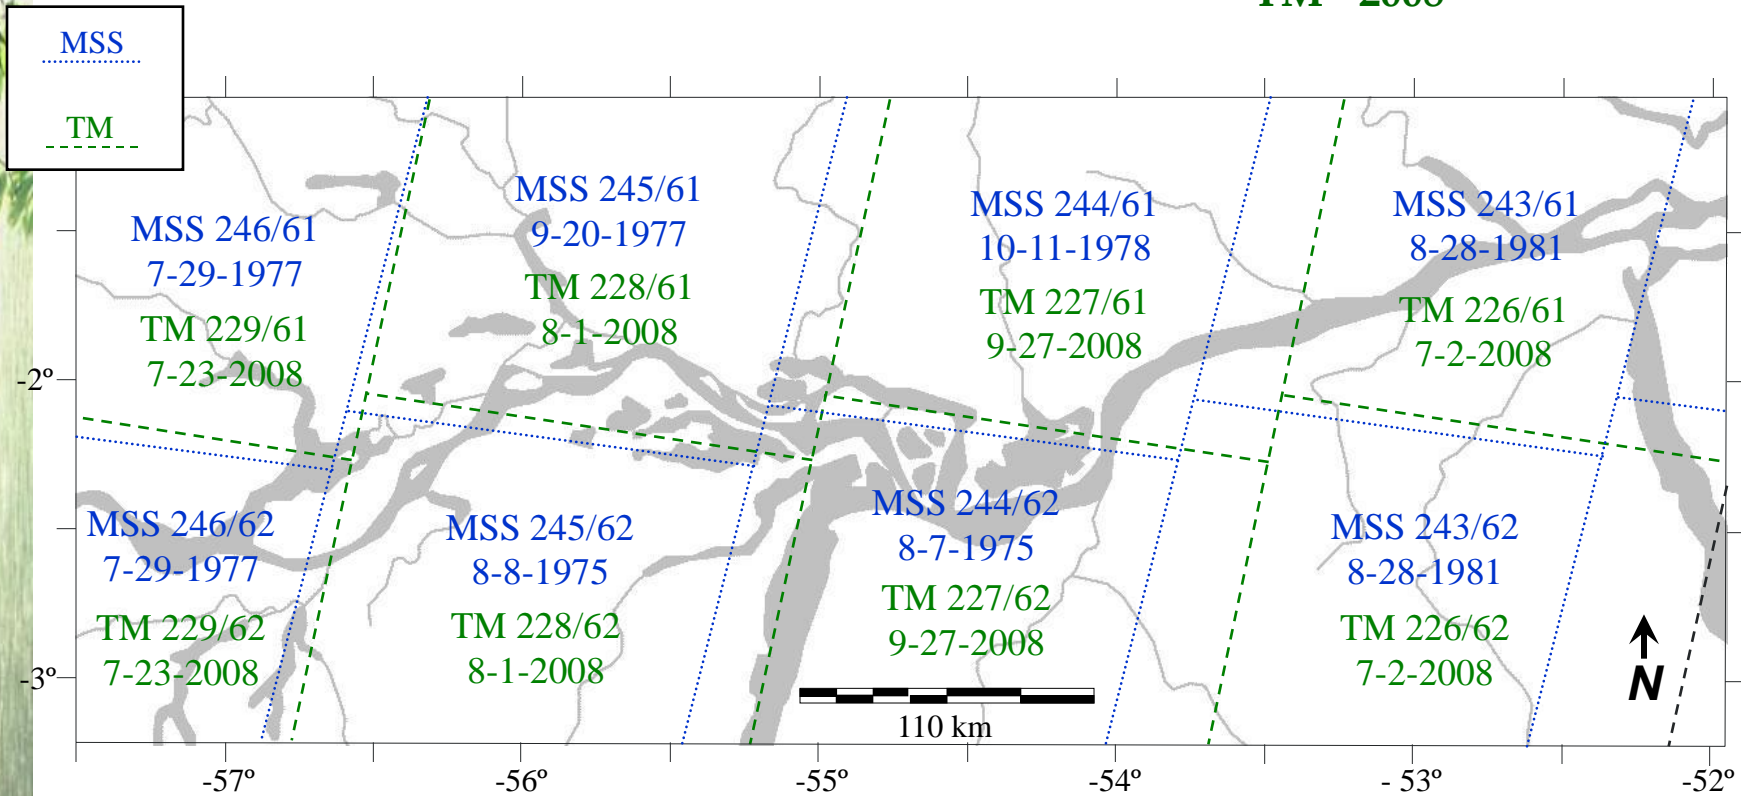 TM - 2008
MSS
TM
MSS 246/61
7-29-1977
TM 229/61
7-23-2008
MSS 245/61
9-20-1977
TM 228/61
8-1-2008
MSS 244/61
10-11-1978
TM 227/61
9-27-2008
MSS 243/61
8-28-1981
TM 226/61
7-2-2008
-2º
MSS 246/62
7-29-1977
TM 229/62
7-23-2008
MSS 245/62
8-8-1975
TM 228/62
8-1-2008
MSS 244/62
8-7-1975
TM 227/62
9-27-2008
MSS 243/62
8-28-1981
TM 226/62
7-2-2008
-3º
110 km
N
-57º
-56º
-55º
-54º
- 53º
-52º